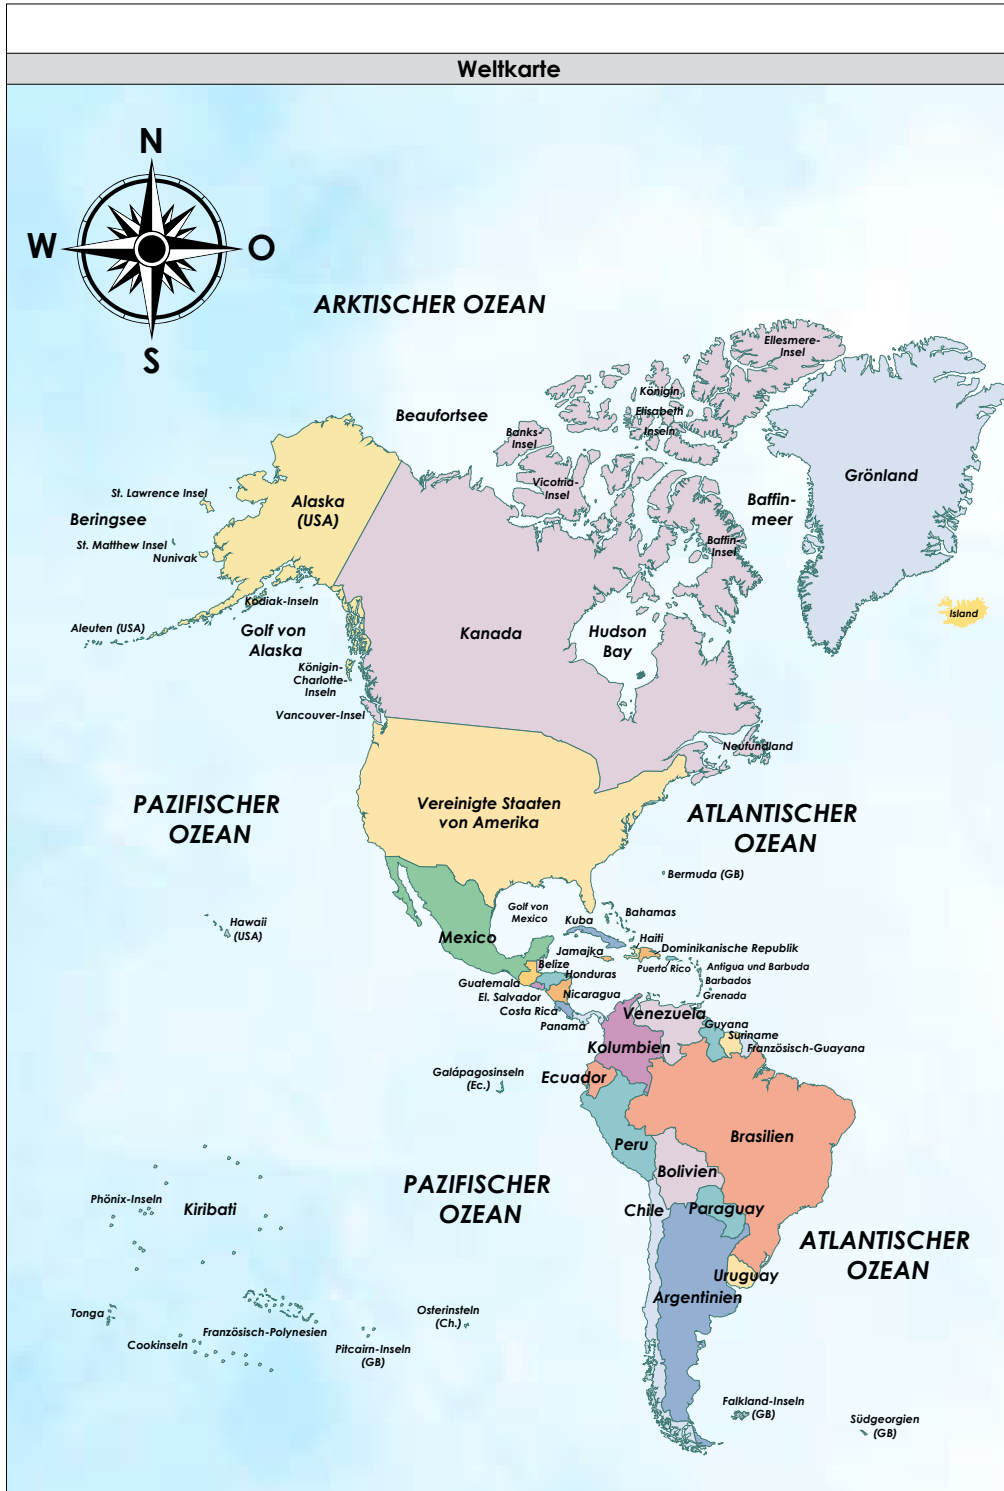 Weltkarte
N
W
O
S
ARKTISCHER OZEAN
Ellesmere-
Insel
Königin
Elisabeth
Inseln
Beaufortsee
Banks-
Insel
Vicotria-
Insel
Grönland
Baffin-
meer
Baffin-
Insel
St. Lawrence Insel
Alaska
(USA)
Beringsee
St. Matthew Insel
Nunivak
Kodiak-Inseln
Aleuten (USA)
Golf von
Alaska
Kanada
Hudson
Bay
Island
Königin-
Charlotte-
Inseln
Vancouver-Insel
Neufundland
PAZIFISCHER
OZEAN
Vereinigte Staaten
von Amerika
ATLANTISCHER
OZEAN
Bermuda (GB)
Hawaii
(USA)
Golf von
Mexico
Kuba
Bahamas
Mexico
Haiti
Dominikanische Republik
Jamajka
Belize
Puerto Rico
Antigua und Barbuda
Honduras
Barbados
Guatemala
Nicaragua
Grenada
El. Salvador
Costa Rica
Panama
Venezuela
Guyana
Suriname
Französisch-Guayana
Kolumbien
Galápagosinseln
(Ec.)
Ecuador
Brasilien
Peru
Bolivien
PAZIFISCHER
OZEAN
Phönix-Inseln
Kiribati
Chile
Paraguay
ATLANTISCHER
OZEAN
Uruguay
Argentinien
Tonga
Cookinseln
Französisch-Polynesien
Pitcairn-Inseln
(GB)
Osterinsteln
(Ch.)
Falkland-Inseln
(GB)
Südgeorgien
(GB)